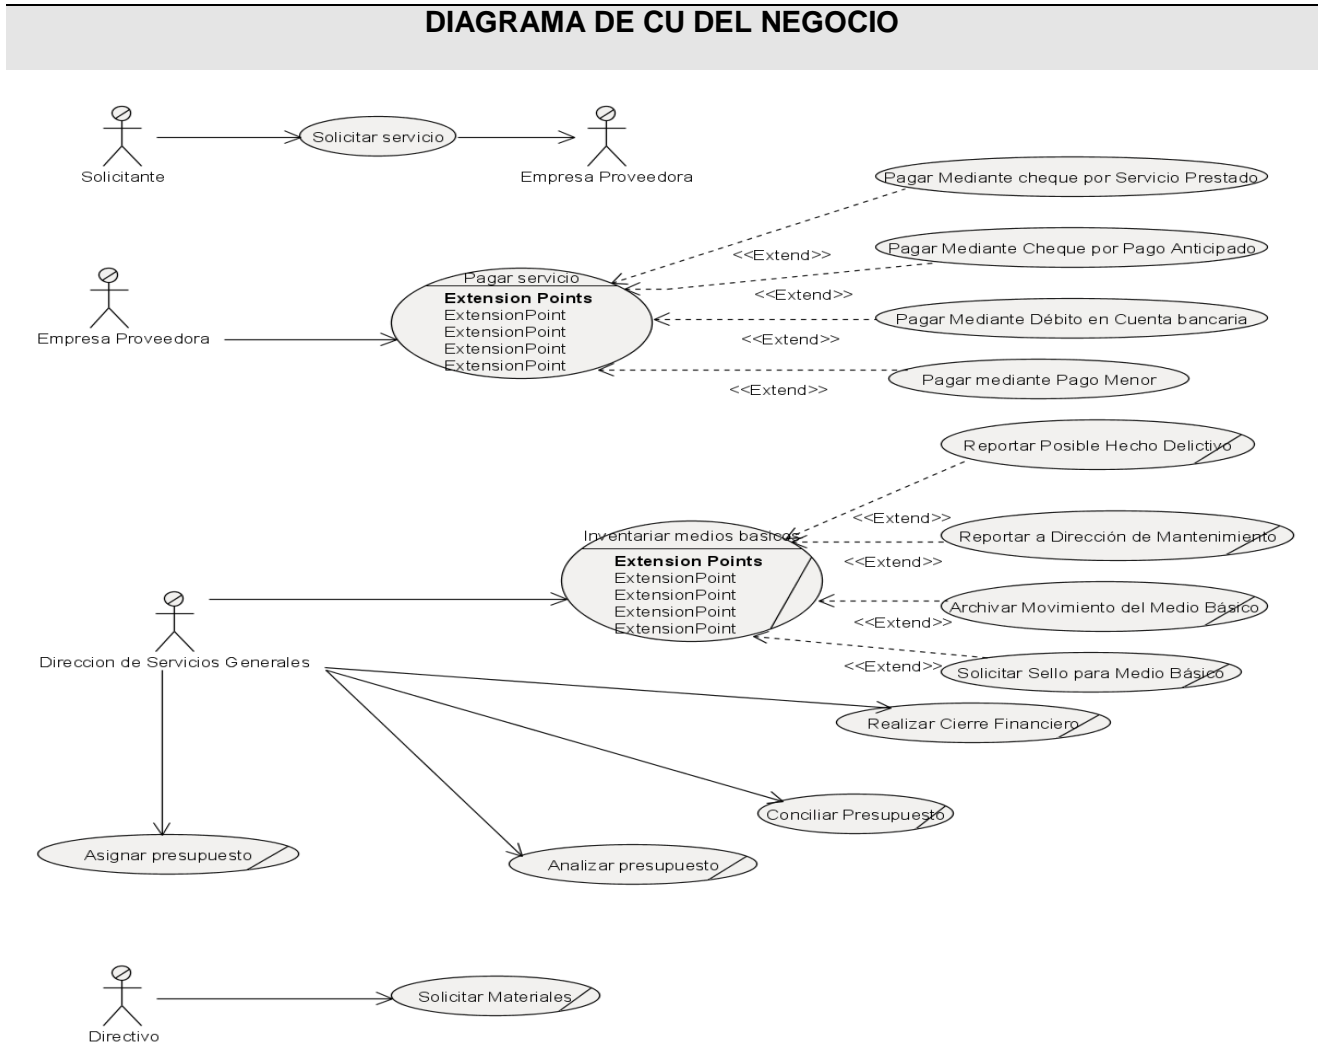 DIAGRAMA DE CU DEL NEGOCIO
Solicitar servicio
Solicitante
Empresa Proveedora
Pagar Mediante cheque por Servicio Prestado
<<Extend>>
Pagar Mediante Cheque por Pago Anticipado
<<Extend>>
Pagar servicio
Extension Points
ExtensionPoint
ExtensionPoint
ExtensionPoint
ExtensionPoint
Empresa Proveedora
Pagar Mediante Débito en Cuenta bancaria
<<Extend>>
Pagar mediante Pago Menor
<<Extend>>
Reportar Posible Hecho Delictivo
<<Extend>>
Inventariar medios basicos
Extension Points
ExtensionPoint
ExtensionPoint
ExtensionPoint
ExtensionPoint
Reportar a Dirección de Mantenimiento
<<Extend>>
Archivar Movimiento del Medio Básico
<<Extend>>
Solicitar Sello para Medio Básico
<<Extend>>
Direccion de Servicios Generales
Realizar Cierre Financiero
Conciliar Presupuesto
Asignar presupuesto
Analizar presupuesto
Solicitar Materiales
Directivo